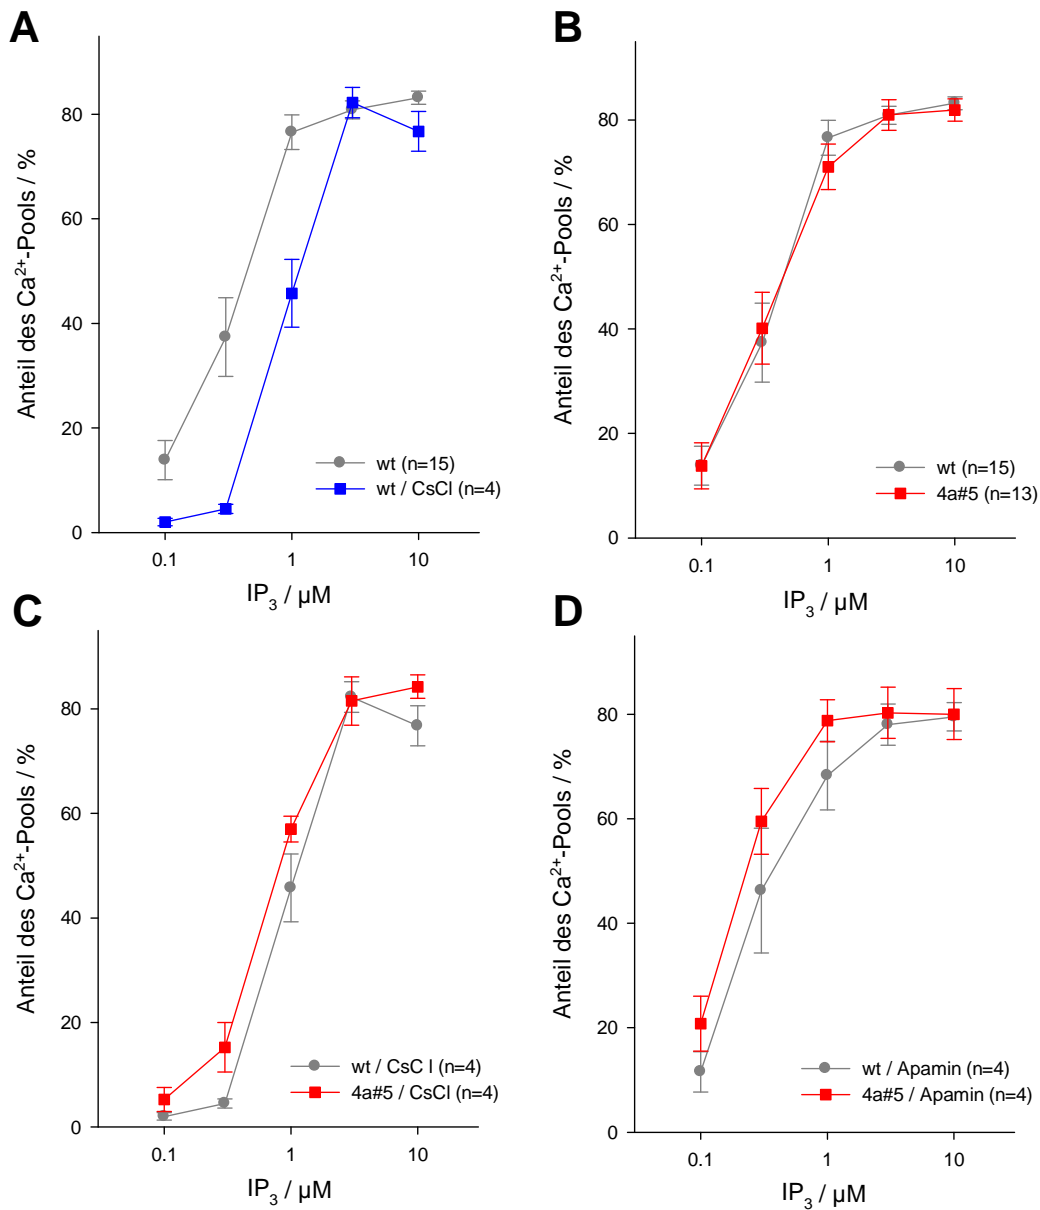 A
Anteil des Ca²⁺-Pools / %
80
60
40
20
0
0.1 1 10
IP₃ / µM
wt (n=15)
wt / CsCl (n=4)
B
Anteil des Ca²⁺-Pools / %
80
60
40
20
0
0.1 1 10
IP₃ / µM
wt (n=15)
4a#5 (n=13)
C
Anteil des Ca²⁺-Pools / %
80
60
40
20
0
0.1 1 10
IP₃ / µM
wt / CsC l (n=4)
4a#5 / CsCl (n=4)
D
Anteil des Ca²⁺-Pools / %
80
60
40
20
0
0.1 1 10
IP₃ / µM
wt / Apamin (n=4)
4a#5 / Apamin (n=4)